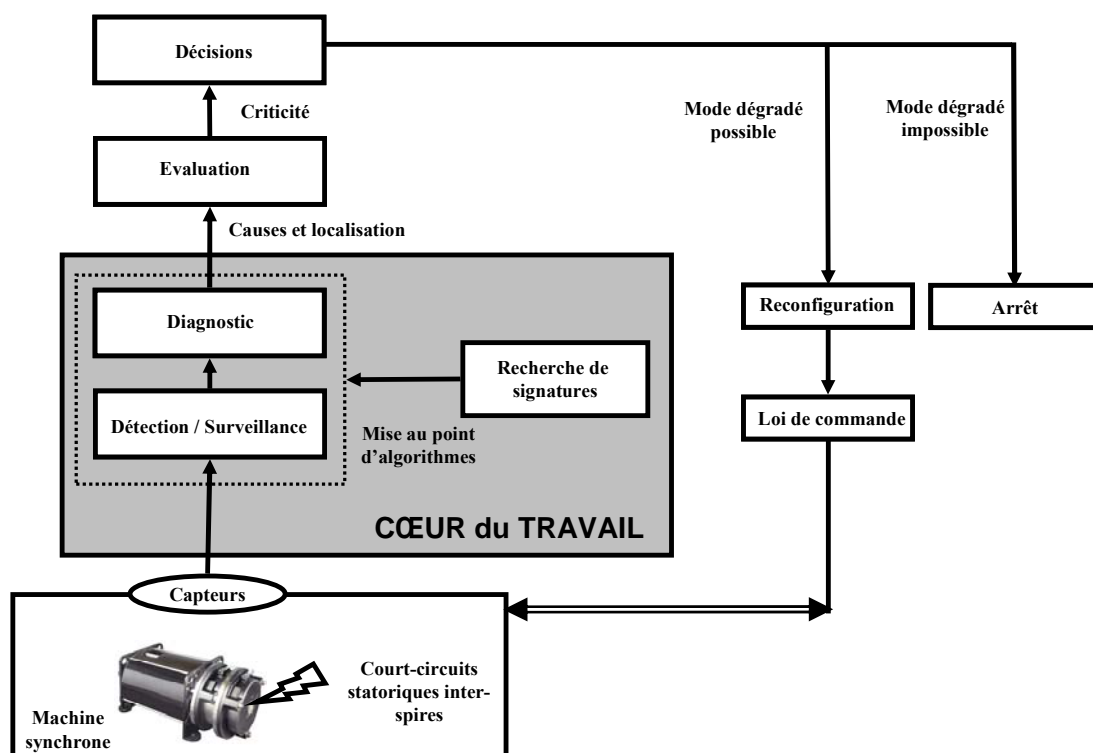 Décisions
Criticité
Mode dégradé
possible
Mode dégradé
impossible
Evaluation
Causes et localisation
Diagnostic
Reconfiguration
Arrêt
Recherche de
signatures
Détection / Surveillance
Mise au point
d'algorithmes
Loi de commande
CŒUR du TRAVAIL
Capteurs
Court-circuits
statoriques inter-
spires
Machine
synchrone